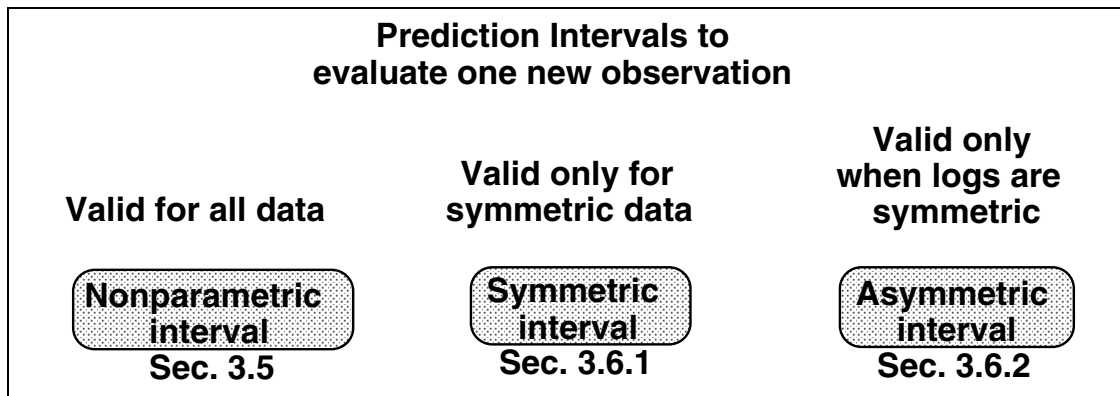 Prediction Intervals to
evaluate one new observation
Valid for all data
Nonparametric
interval
Sec. 3.5
Valid only for
symmetric data
Symmetric
interval
Sec. 3.6.1
Valid only
when logs are
symmetric
Asymmetric
interval
Sec. 3.6.2